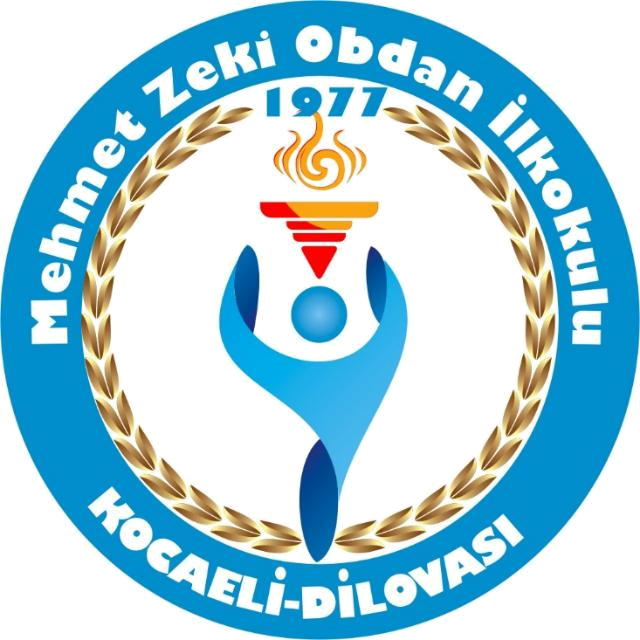 Mehmet Zeki Obdan İlkokulu
1977
KOCAELİ-DİLOVASI